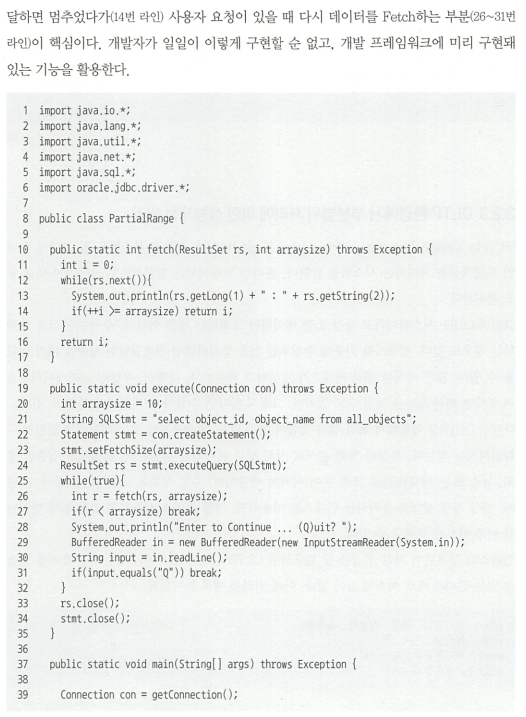 달하면 멈추었다가(14번 라인) 사용자 요청이 있을 때 다시 데이터를 Fetch하는 부분(26~31번
라인)이 핵심이다. 개발자가 일일이 이렇게 구현할 순 없고, 개발 프레임워크에 미리 구현돼
있는 기능을 활용한다.
1 import java.io.*;
2 import java.lang.*;
3 import java.util.*;
4 import java.net.*;
5 import java.sql.*;
6 import oracle.jdbc.driver.*;
7
8 public class PartialRange {
9
10 public static int fetch(ResultSet rs, int arraysize) throws Exception {
11 int i = 0;
12 while(rs.next()){
13 System.out.println(rs.getLong(1) + " : " + rs.getString(2));
14 if(++i >= arraysize) return i;
15 }
16 return i;
17 }
18
19 public static void execute(Connection con) throws Exception {
20 int arraysize = 10;
21 String SQLStmt = "select object_id, object_name from all_objects";
22 Statement stmt = con.createStatement();
23 stmt.setFetchSize(arraysize);
24 ResultSet rs = stmt.executeQuery(SQLStmt);
25 while(true){
26 int r = fetch(rs, arraysize);
27 if(r < arraysize) break;
28 System.out.println("Enter to Continue ... (Q)uit? ");
29 BufferedReader in = new BufferedReader(new InputStreamReader(System.in));
30 String input = in.readLine();
31 if(input.equals("Q")) break;
32 }
33 rs.close();
34 stmt.close();
35 }
36
37 public static void main(String[] args) throws Exception {
38
39 Connection con = getConnection();